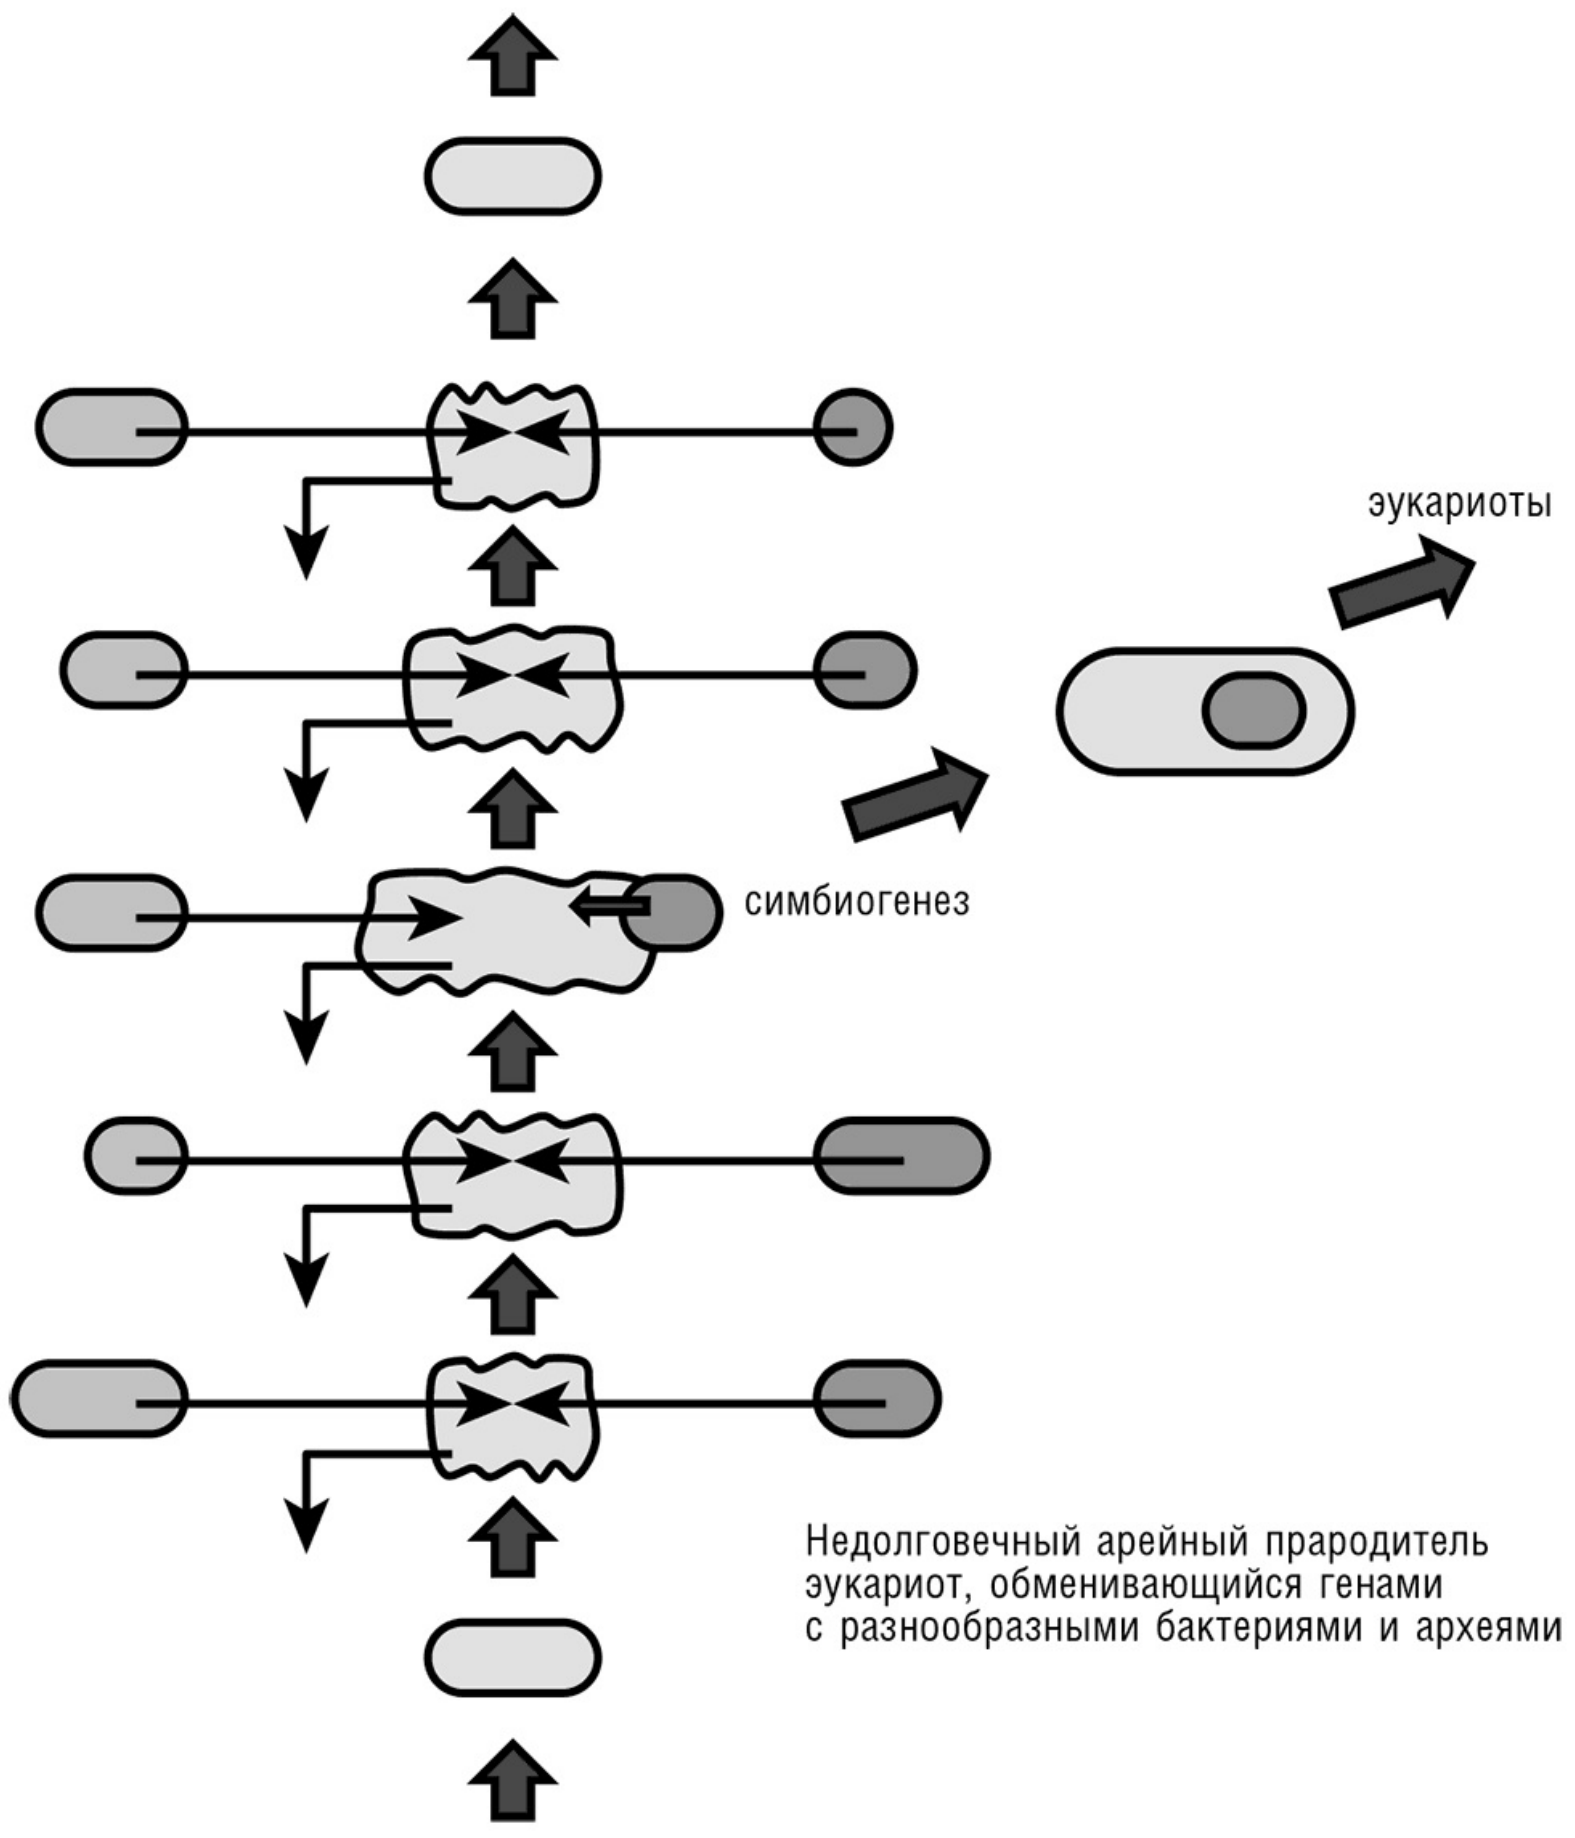 эукариоты
симбиогенез
Недолговечный арейный прародитель
эукариот, обменивающийся генами
с разнообразными бактериями и археями